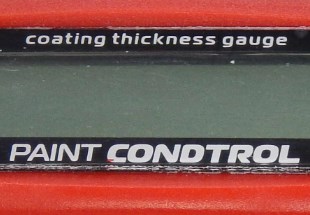 coating thickness gauge
PAINT CONDTROL